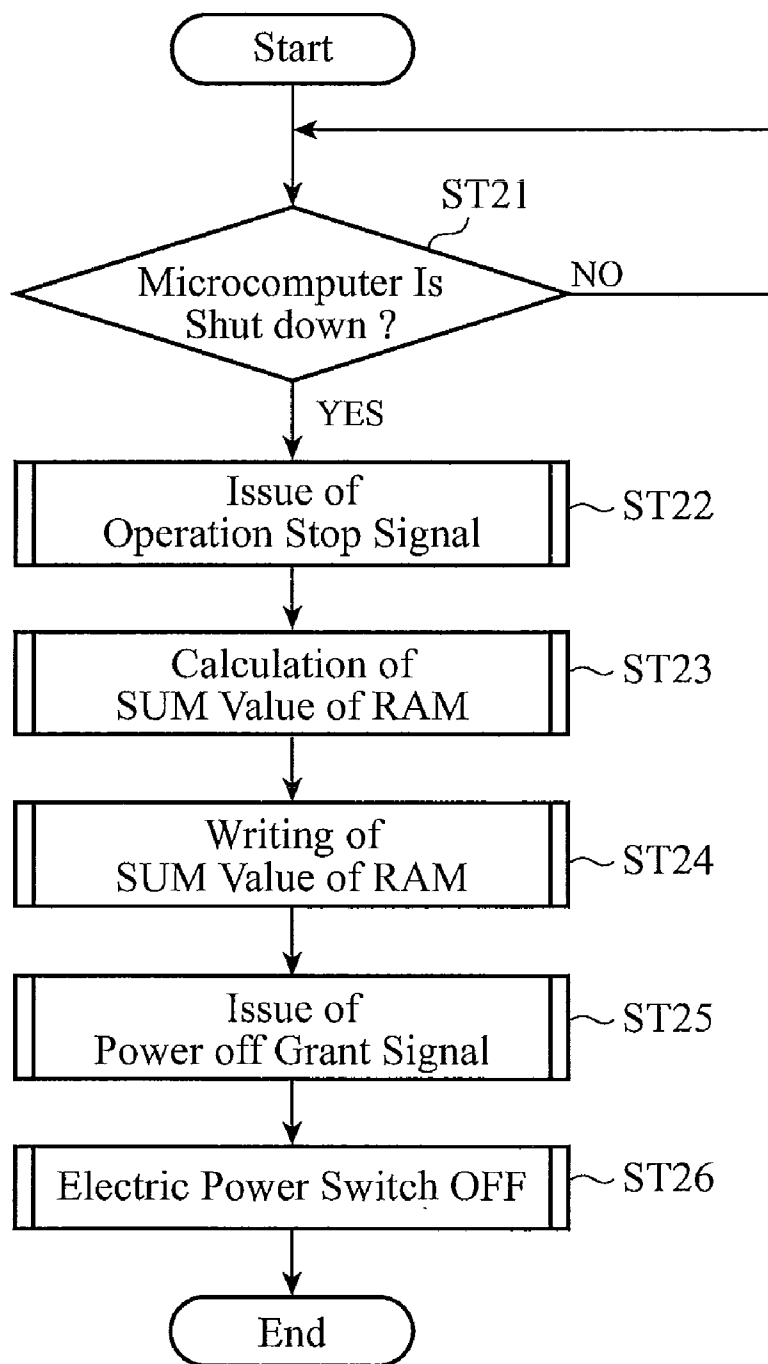 Start
ST21
Microcomputer Is
Shut down ?
NO
YES
Issue of
Operation Stop Signal
ST22
Calculation of
SUM Value of RAM
ST23
Writing of
SUM Value of RAM
ST24
Issue of
Power off Grant Signal
ST25
Electric Power Switch OFF
ST26
End